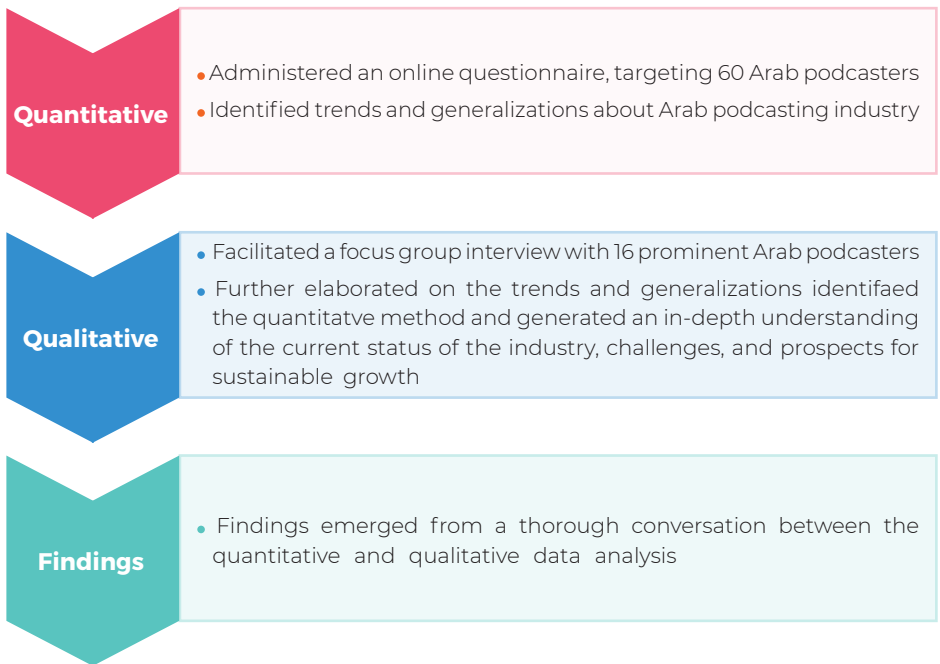 Quantitative
• Administered an online questionnaire, targeting 60 Arab podcasters
• Identified trends and generalizations about Arab podcasting industry
Qualitative
• Facilitated a focus group interview with 16 prominent Arab podcasters
• Further elaborated on the trends and generalizations identifaed
the quantitatve method and generated an in-depth understanding
of the current status of the industry, challenges, and prospects for
sustainable growth
Findings
• Findings emerged from a thorough conversation between the
quantitative and qualitative data analysis